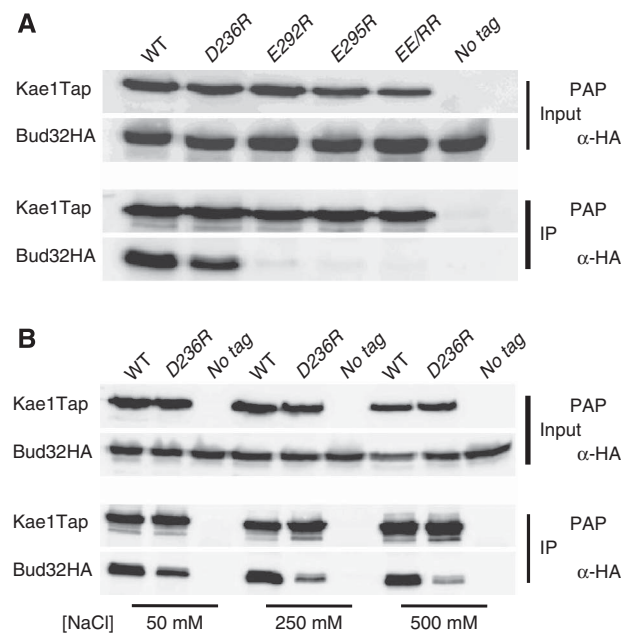 A
WT D236R E292R E295R EE/RR No tag
Kae1Tap PAP
Input
Bud32HA α-HA
Kae1Tap PAP
IP
Bud32HA α-HA
B
WT D236R No tag WT D236R No tag WT D236R No tag
Kae1Tap PAP
Input
Bud32HA α-HA
Kae1Tap PAP
IP
Bud32HA α-HA
[NaCl] 50 mM 250 mM 500 mM